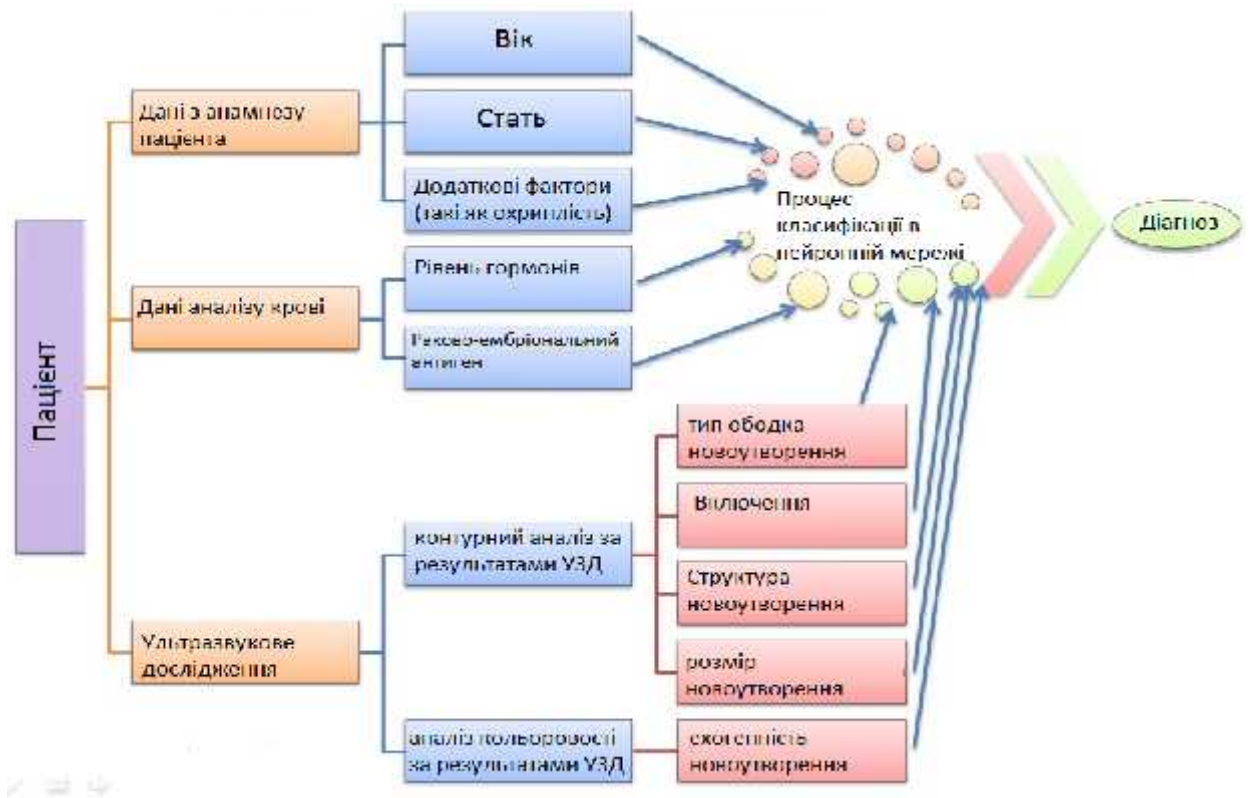 Пацієнт
Дані з анамнезу
пацієнта
Вік
Стать
Додаткові фактори
(такі як охриплість)
Дані аналізу крові
Рівень гормонів
Раково-ембріональний
антиген
Ультразвукове
дослідження
контурний аналіз за
результатами УЗД
тип ободка
новоутворення
Включення
Структура
новоутворення
розмір
новоутворення
аналіз кольоровості
за результатами УЗД
ехогенність
новоутворення
Процес
класифікації в
нейронній мережі
Діагноз